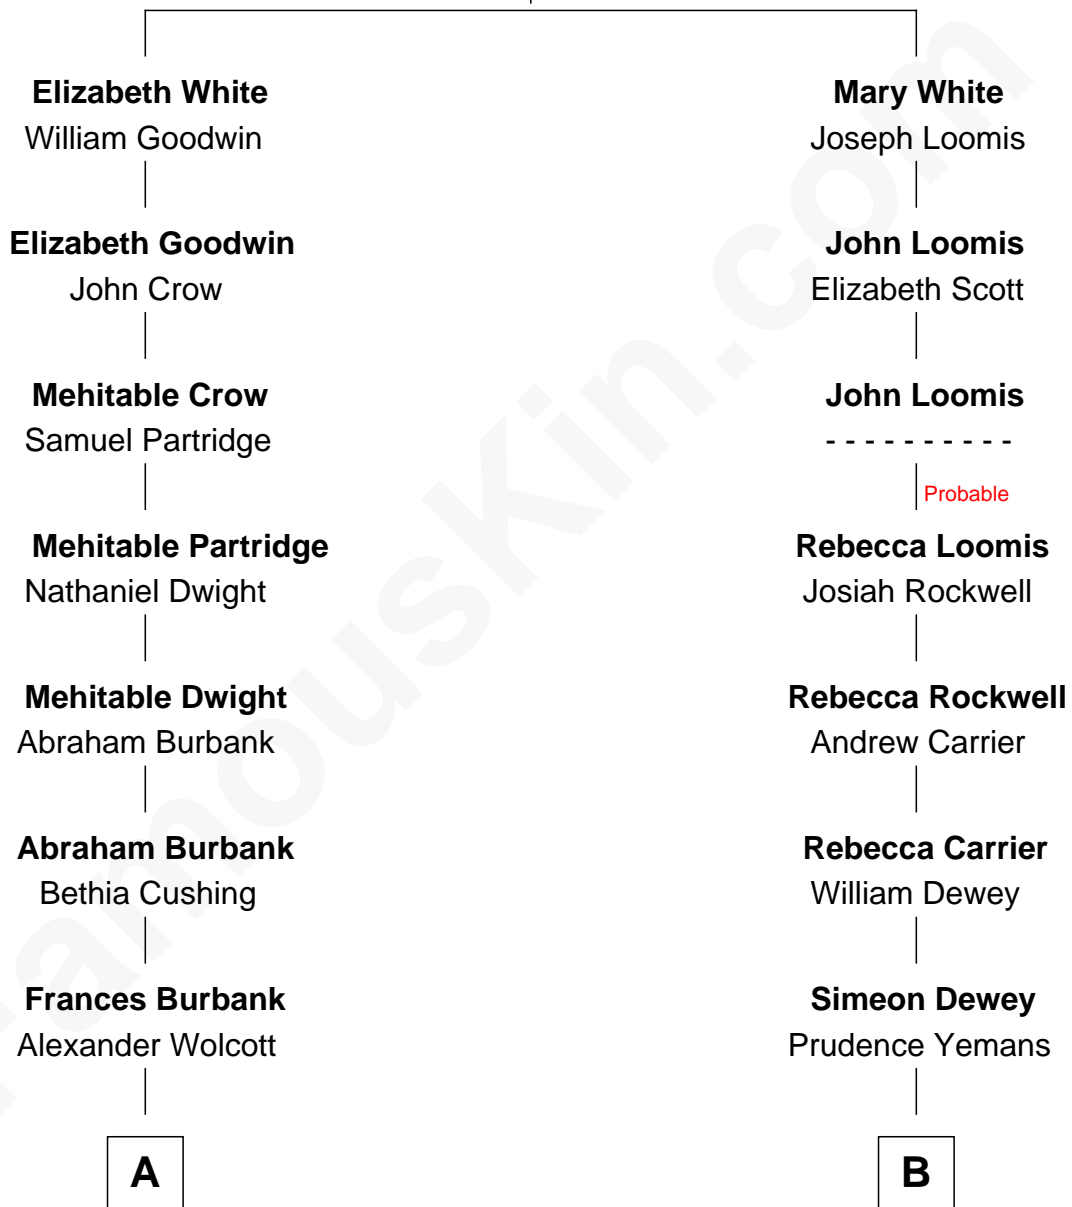 Elizabeth White
William Goodwin
Elizabeth Goodwin
John Crow
Mehitable Crow
Samuel Partridge
Mehitable Partridge
Nathaniel Dwight
Mehitable Dwight
Abraham Burbank
Abraham Burbank
Bethia Cushing
Frances Burbank
Alexander Wolcott
A
Mary White
Joseph Loomis
John Loomis
Elizabeth Scott
John Loomis
- - - - - - - - - -
Probable
Rebecca Loomis
Josiah Rockwell
Rebecca Rockwell
Andrew Carrier
Rebecca Carrier
William Dewey
Simeon Dewey
Prudence Yemans
B
FamousKin.com